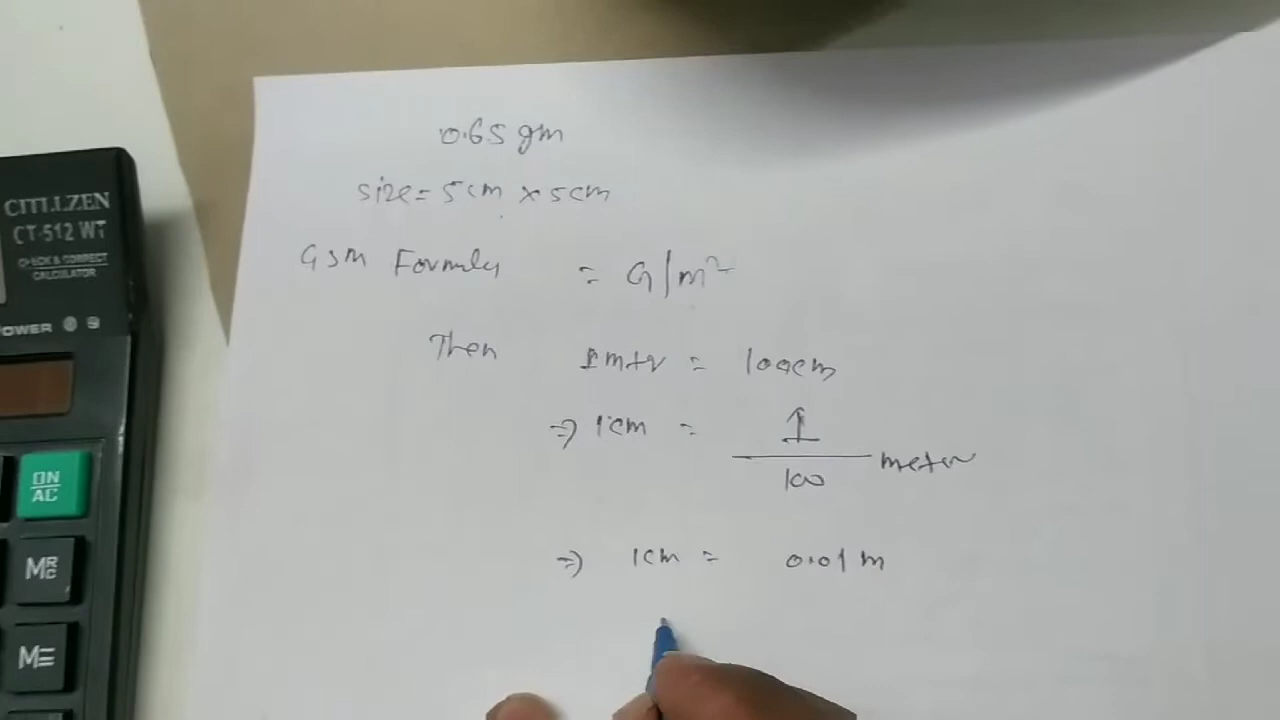 0.65 gm
size = 5cm x 5cm
GSM Formula = G/m²
Then 1mtr = 100cm
⇒ 1cm = 1/100 meter
⇒ 1cm = 0.01 m
CITLLZEN
CT-512 WT
CHECK & CORRECT
CALCULATOR
POWER
ON/AC
MRC
M=